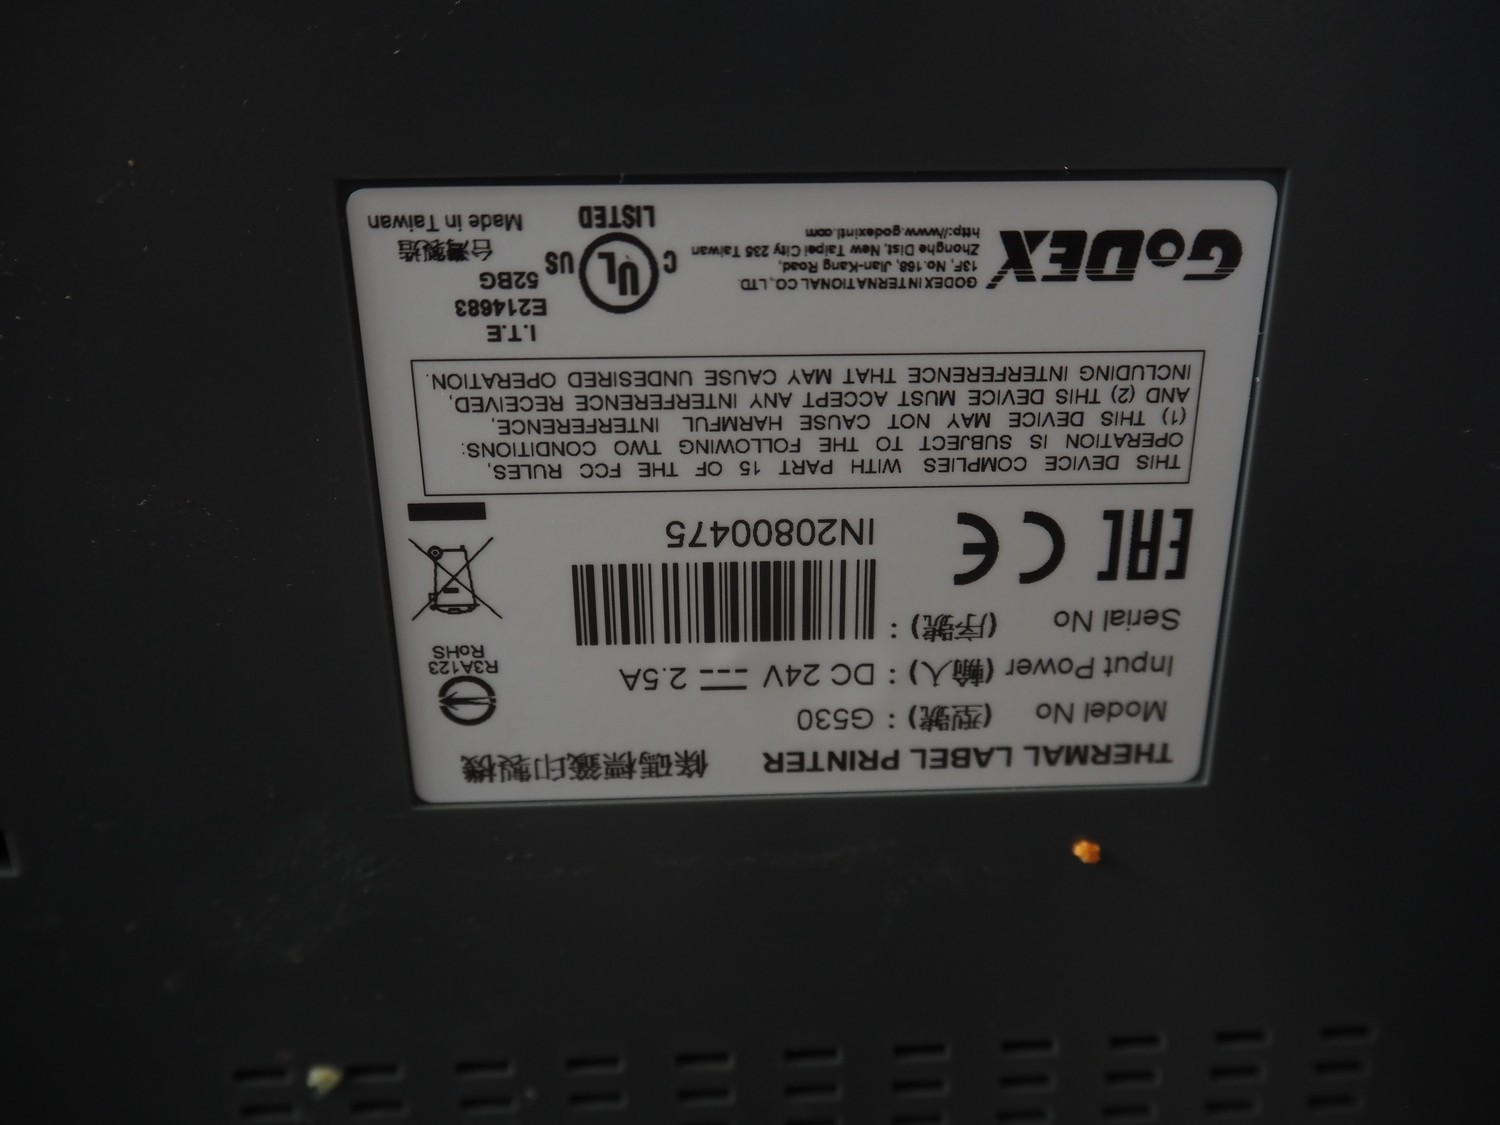 THERMAL LABEL PRINTER 條碼標籤印製機
Model No (型號) : G530
Input Power (輸入) : DC 24V ⎓ 2.5A
Serial No (序號) :
IN20800475
R3A123
RoHS
EAC CE
THIS DEVICE COMPLIES WITH PART 15 OF THE FCC RULES,
OPERATION IS SUBJECT TO THE FOLLOWING TWO CONDITIONS:
(1) THIS DEVICE MAY NOT CAUSE HARMFUL INTERFERENCE,
AND (2) THIS DEVICE MUST ACCEPT ANY INTERFERENCE RECEIVED,
INCLUDING INTERFERENCE THAT MAY CAUSE UNDESIRED OPERATION.
GODEX
GODEX INTERNATIONAL CO., LTD.
13F, No.168, Jian-Kang Road,
Zhonghe Dist, New Taipei City 235 Taiwan
http://www.godexintl.com
C UL US
LISTED
I.T.E
E214683
52BG
台灣製造
Made in Taiwan